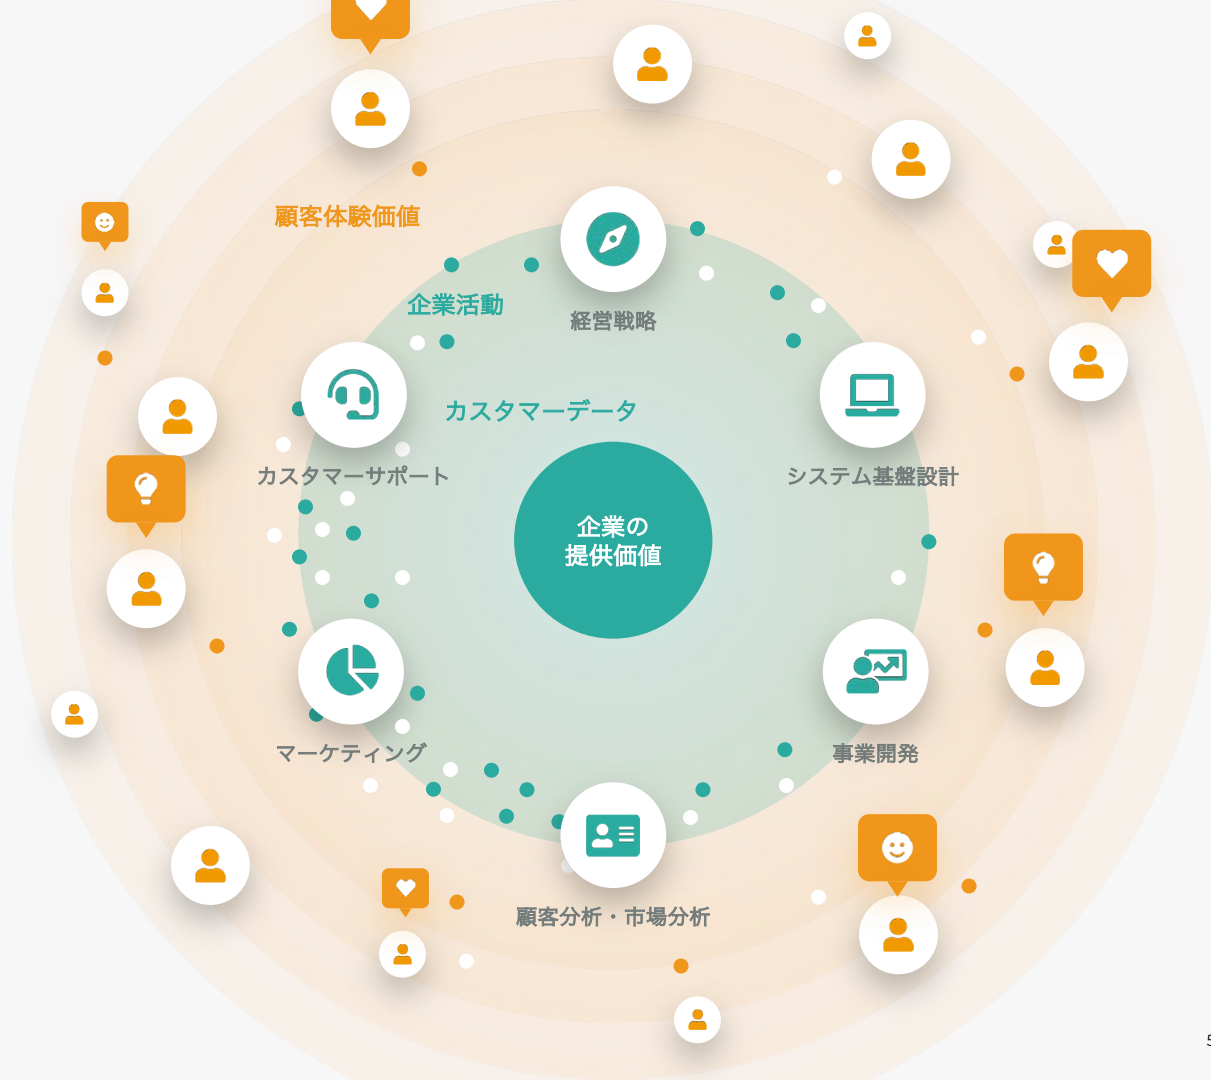 顧客体験価値
企業活動
経営戦略
カスタマーデータ
カスタマーサポート
システム基盤設計
企業の
提供価値
マーケティング
事業開発
顧客分析・市場分析
5